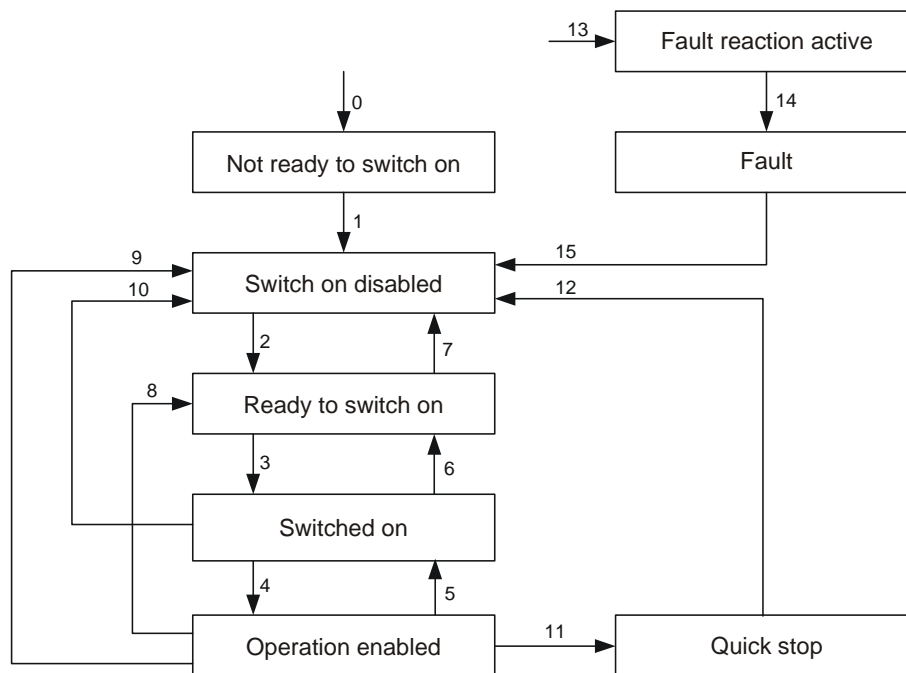 13
Fault reaction active
0
14
Not ready to switch on
Fault
1
9
15
Switch on disabled
10
12
2
7
8
Ready to switch on
3
6
Switched on
4
5
Operation enabled
11
Quick stop